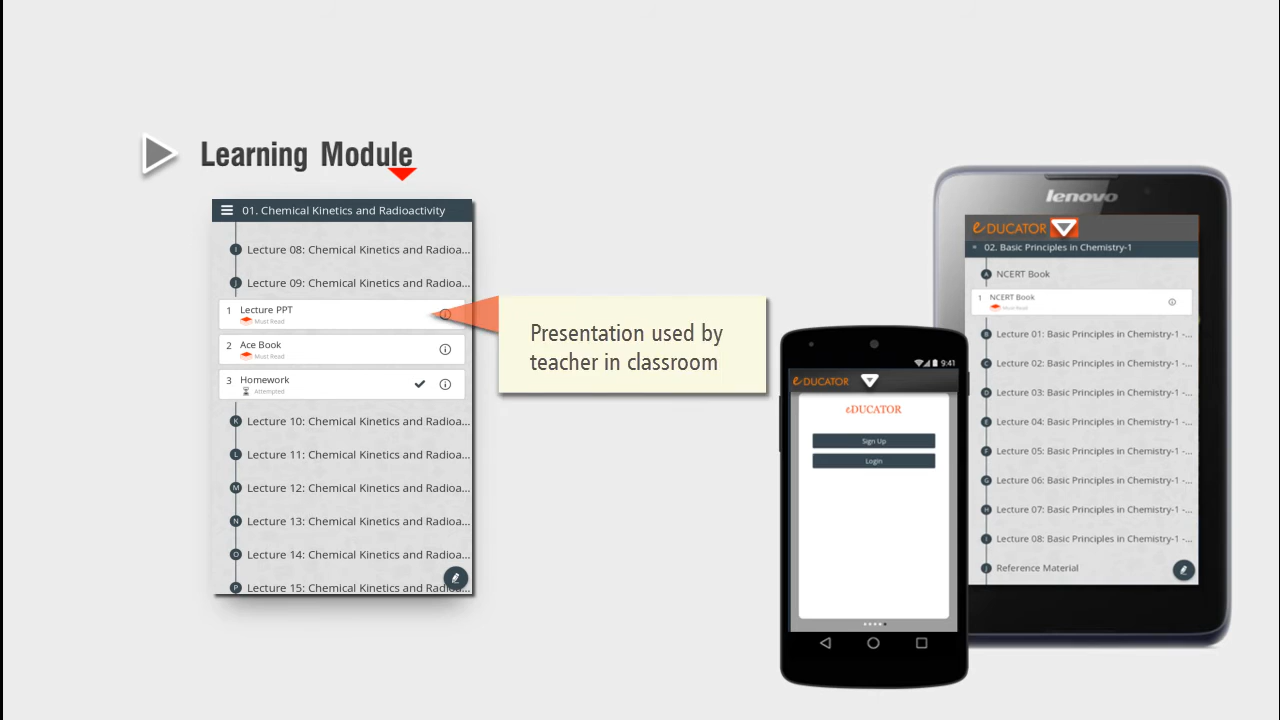 Learning Module
01. Chemical Kinetics and Radioactivity
I Lecture 08: Chemical Kinetics and Radioa...
J Lecture 09: Chemical Kinetics and Radioa...
1 Lecture PPT
Must Read
2 Ace Book
Must Read
3 Homework
Attempted
K Lecture 10: Chemical Kinetics and Radioa...
L Lecture 11: Chemical Kinetics and Radioa...
M Lecture 12: Chemical Kinetics and Radioa...
N Lecture 13: Chemical Kinetics and Radioa...
O Lecture 14: Chemical Kinetics and Radioa...
P Lecture 15: Chemical Kinetics and Radioa...
Presentation used by
teacher in classroom
9:41
eDUCATOR
eDUCATOR
Sign Up
Login
lenovo
eDUCATOR
02. Basic Principles in Chemistry-1
A NCERT Book
1 NCERT Book
Must Read
B Lecture 01: Basic Principles in Chemistry-1 -...
C Lecture 02: Basic Principles in Chemistry-1 -...
D Lecture 03: Basic Principles in Chemistry-1 -...
E Lecture 04: Basic Principles in Chemistry-1 -...
F Lecture 05: Basic Principles in Chemistry-1 -...
G Lecture 06: Basic Principles in Chemistry-1 -...
H Lecture 07: Basic Principles in Chemistry-1 -...
I Lecture 08: Basic Principles in Chemistry-1 -...
J Reference Material